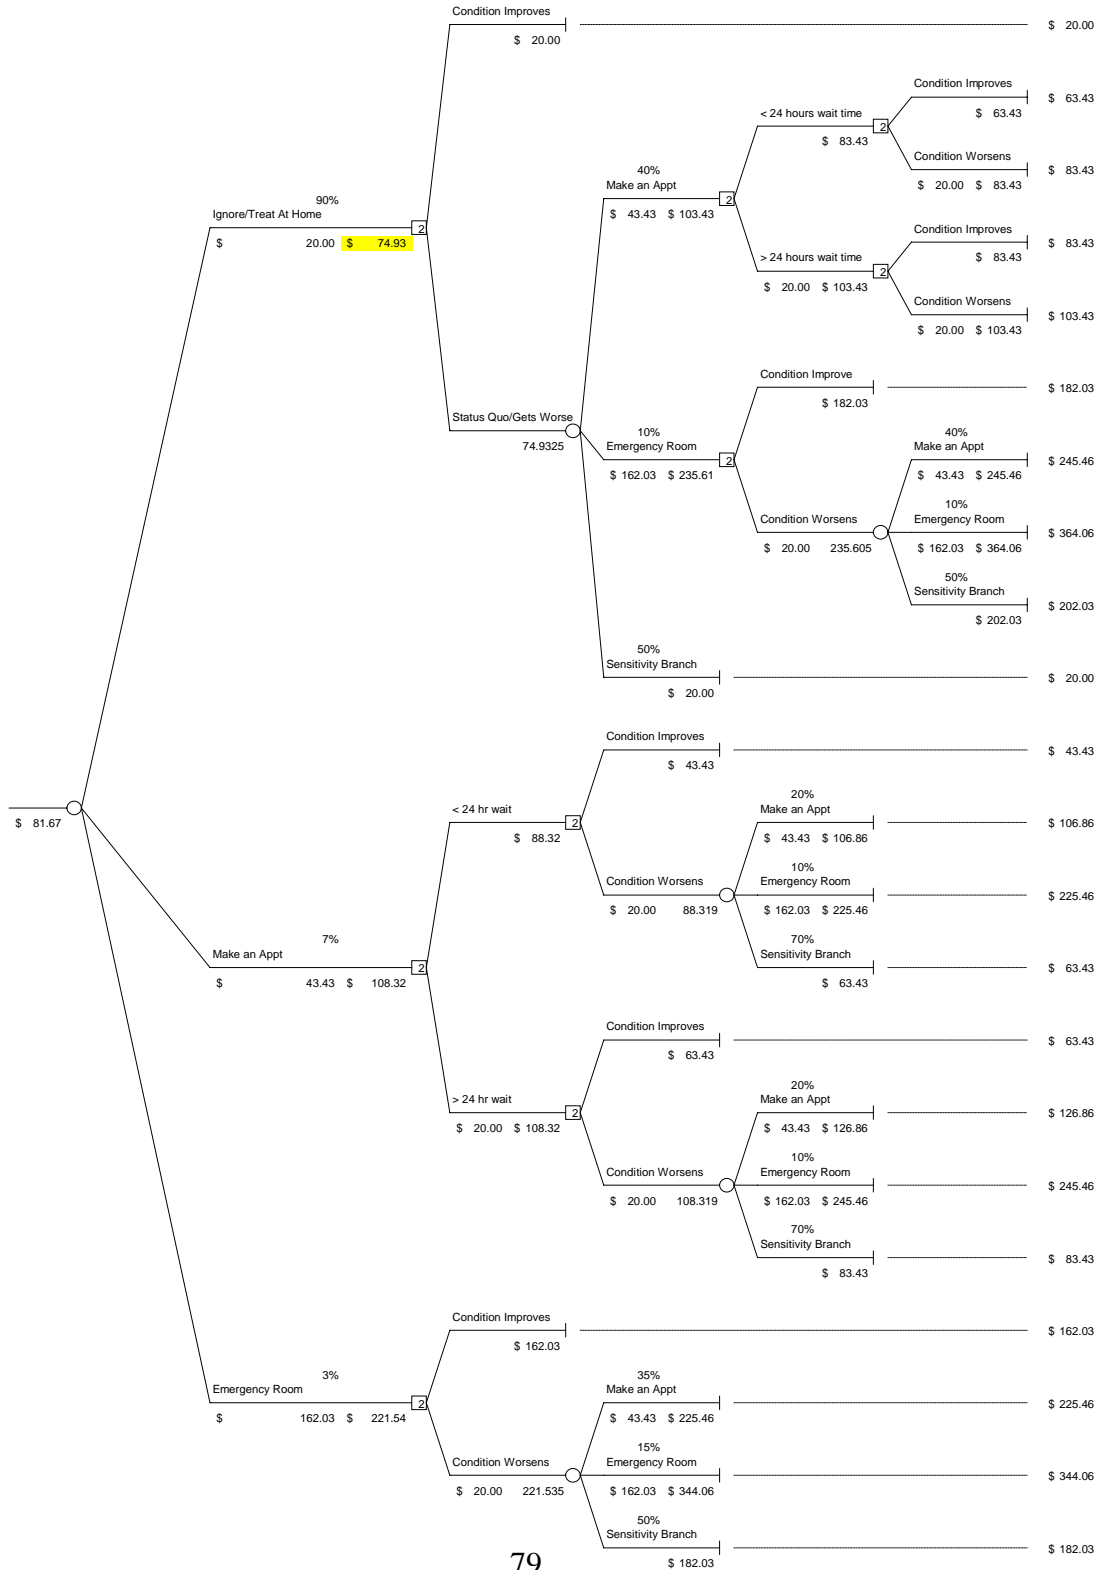 Condition Improves
$ 20.00
$ 20.00
Condition Improves
$ 63.43
$ 63.43
< 24 hours wait time
2
$ 83.43
Condition Worsens
$ 83.43
40%
$ 20.00 $ 83.43
Make an Appt
2
90%
$ 43.43 $ 103.43
Ignore/Treat At Home
2
Condition Improves
$ 20.00 $ 74.93
$ 83.43
> 24 hours wait time
$ 83.43
2
$ 20.00 $ 103.43
Condition Worsens
$ 103.43
$ 20.00 $ 103.43
Condition Improve
$ 182.03
$ 182.03
Status Quo/Gets Worse
10%
40%
74.9325
Emergency Room
Make an Appt
2
$ 245.46
$ 162.03 $ 235.61
$ 43.43 $ 245.46
10%
Condition Worsens
Emergency Room
$ 364.06
$ 20.00 235.605
$ 162.03 $ 364.06
50%
Sensitivity Branch
$ 202.03
$ 202.03
50%
Sensitivity Branch
$ 20.00
$ 20.00
Condition Improves
$ 43.43
$ 43.43
< 24 hr wait
20%
Make an Appt
$ 81.67
2
$ 106.86
$ 88.32
$ 43.43 $ 106.86
10%
Condition Worsens
Emergency Room
$ 225.46
$ 20.00 88.319
$ 162.03 $ 225.46
7%
70%
Make an Appt
Sensitivity Branch
2
$ 63.43
$ 43.43 $ 108.32
$ 63.43
Condition Improves
$ 63.43
$ 63.43
> 24 hr wait
20%
Make an Appt
2
$ 126.86
$ 20.00 $ 108.32
$ 43.43 $ 126.86
10%
Condition Worsens
Emergency Room
$ 245.46
$ 20.00 108.319
$ 162.03 $ 245.46
70%
Sensitivity Branch
$ 83.43
$ 83.43
Condition Improves
$ 162.03
$ 162.03
3%
35%
Emergency Room
Make an Appt
2
$ 225.46
$ 162.03 $ 221.54
$ 43.43 $ 225.46
15%
Condition Worsens
Emergency Room
$ 344.06
$ 20.00 221.535
$ 162.03 $ 344.06
50%
Sensitivity Branch
$ 182.03
$ 182.03
79